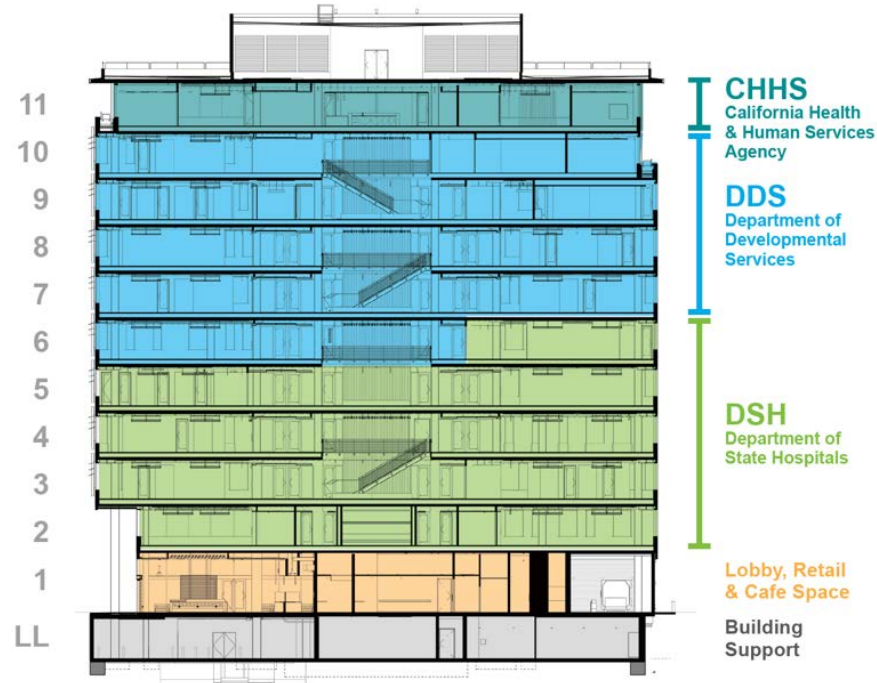 11
10
9
8
7
6
5
4
3
2
1
LL
CHHS
California Health
& Human Services
Agency
DDS
Department of
Developmental
Services
DSH
Department of
State Hospitals
Lobby, Retail
& Cafe Space
Building
Support